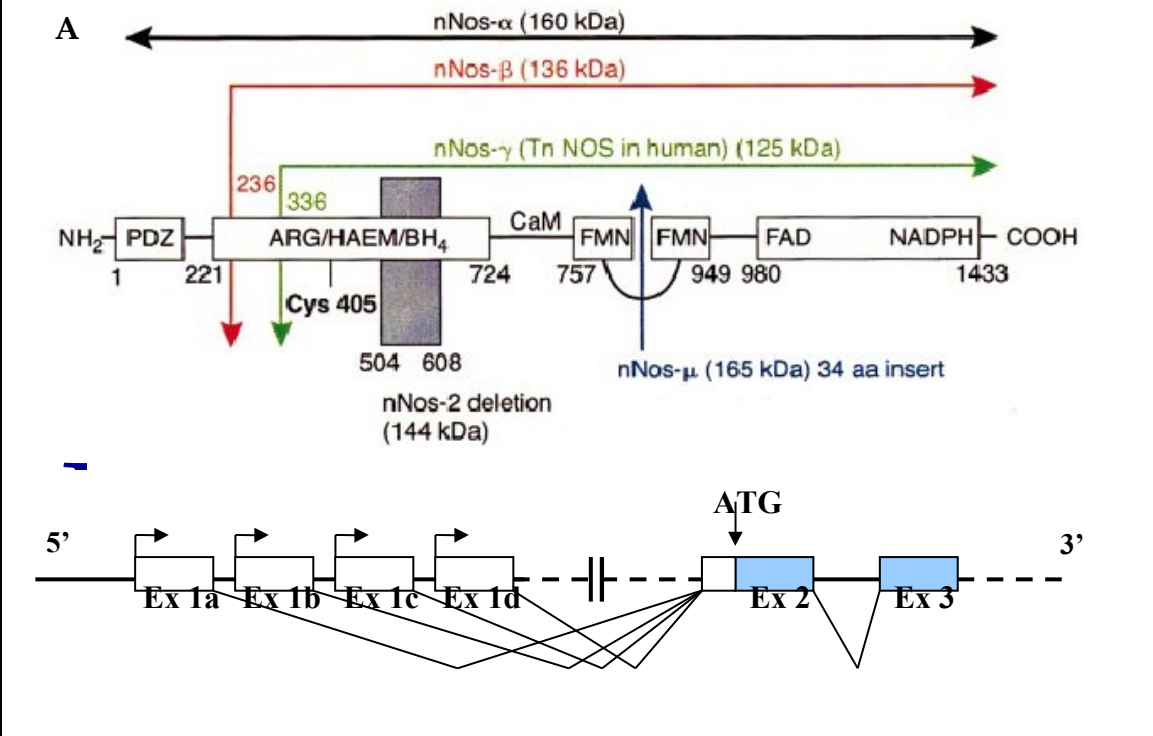 A
nNos-α (160 kDa)
nNos-β (136 kDa)
nNos-γ (Tn NOS in human) (125 kDa)
236
336
NH2 PDZ ARG/HAEM/BH4 CaM FMN FMN FAD NADPH COOH
1 221 724 757 949 980 1433
Cys 405
504 608
nNos-μ (165 kDa) 34 aa insert
nNos-2 deletion
(144 kDa)
ATG
5’ 3’
Ex 1a Ex 1b Ex 1c Ex 1d Ex 2 Ex 3